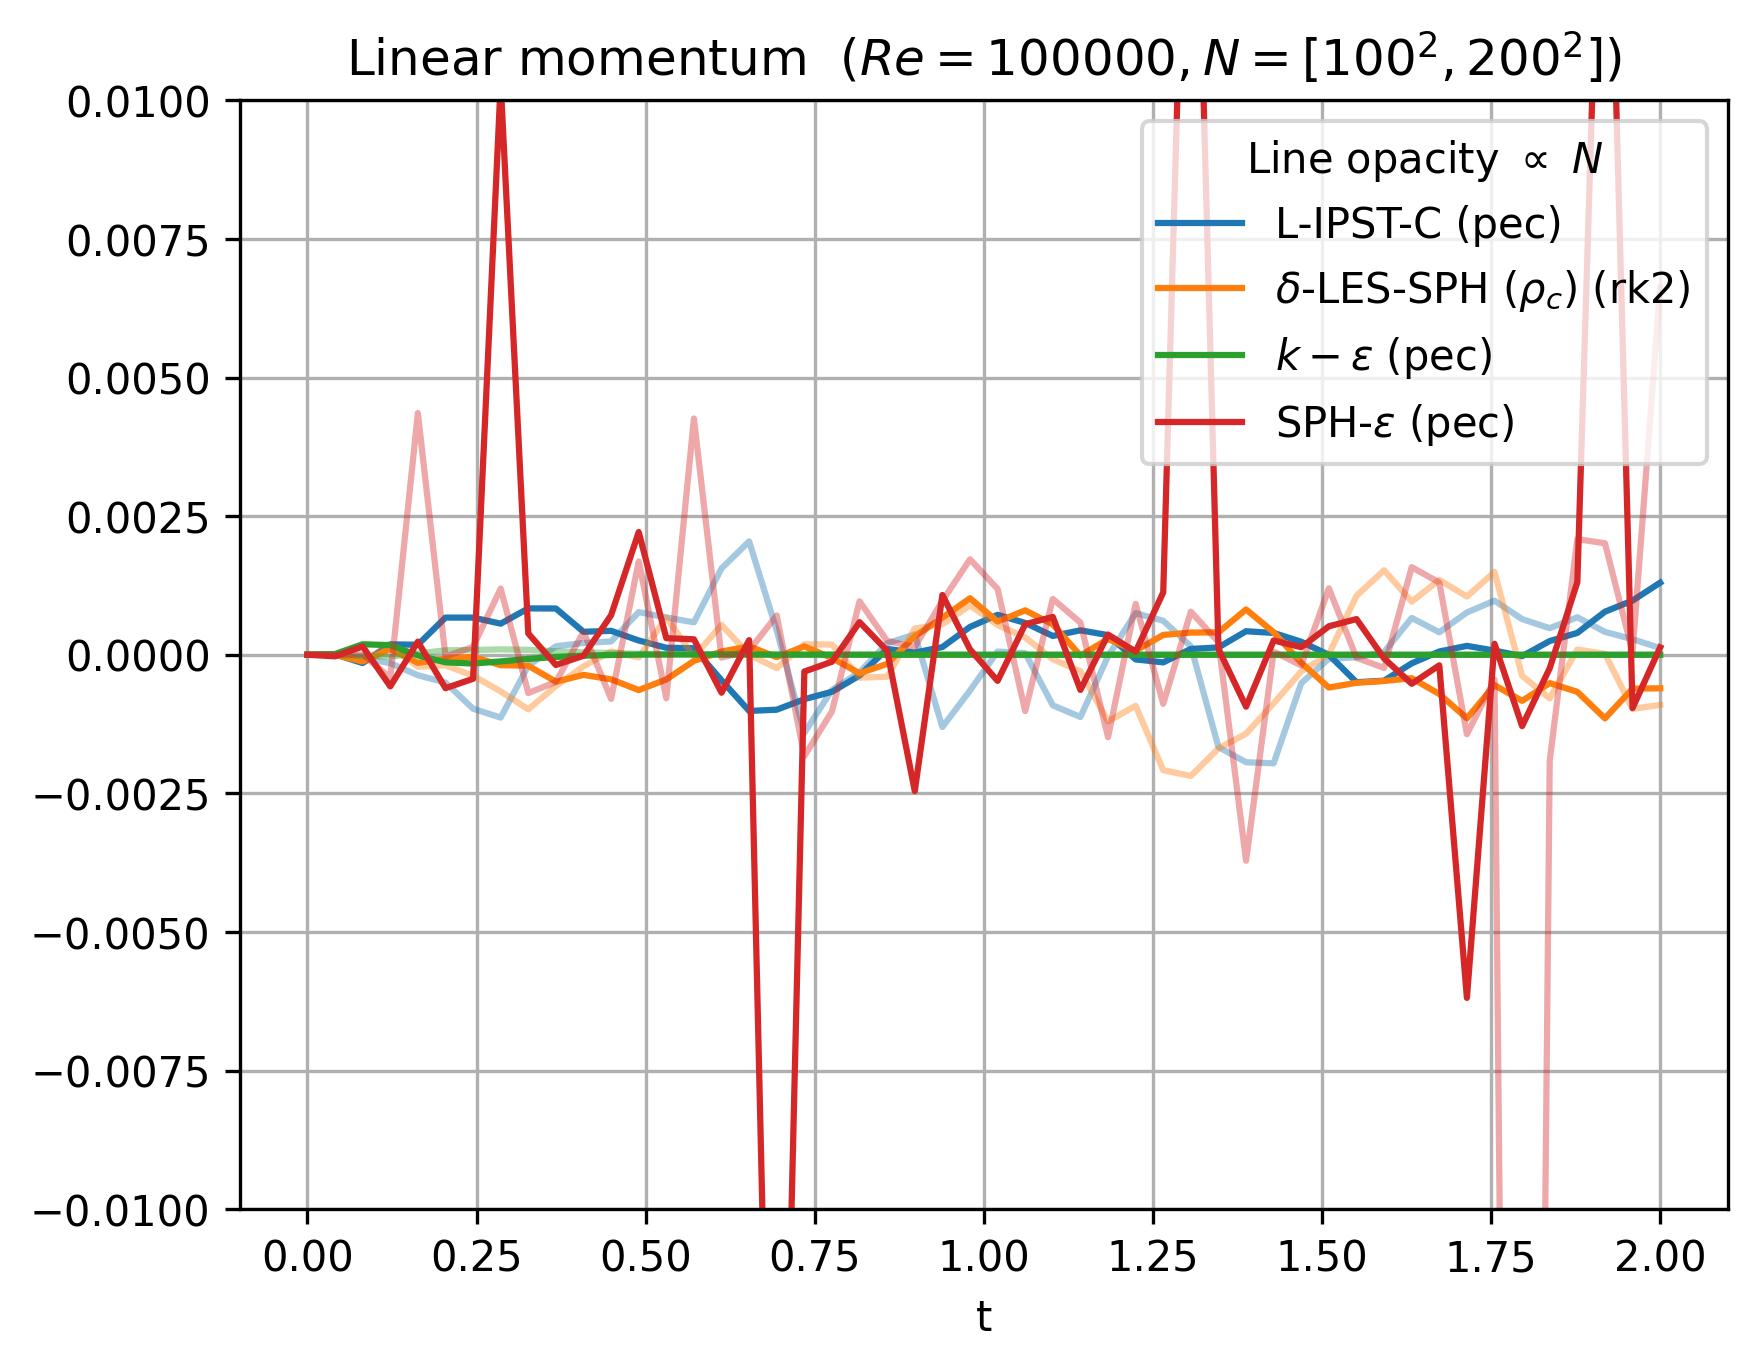 Linear momentum (Re = 100000, N = [100², 200²])
0.0100
0.0075
0.0050
0.0025
0.0000
−0.0025
−0.0050
−0.0075
−0.0100
Line opacity ∝ N
L-IPST-C (pec)
δ-LES-SPH (ρc) (rk2)
k − ε (pec)
SPH-ε (pec)
0.00 0.25 0.50 0.75 1.00 1.25 1.50 1.75 2.00
t